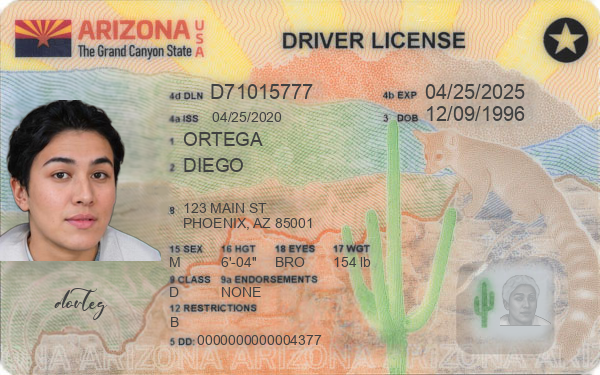 ARIZONA USA
The Grand Canyon State
DRIVER LICENSE
4d DLN D71015777
4b EXP 04/25/2025
4a ISS 04/25/2020
3 DOB 12/09/1996
1 ORTEGA
2 DIEGO
8 123 MAIN ST
PHOENIX, AZ 85001
15 SEX 16 HGT 18 EYES 17 WGT
M 6'-04" BRO 154 lb
9 CLASS 9a ENDORSEMENTS
D NONE
12 RESTRICTIONS
B
5 DD: 0000000000004377
ONA ARIZONA ARIZONA ARIZONA ARIZ